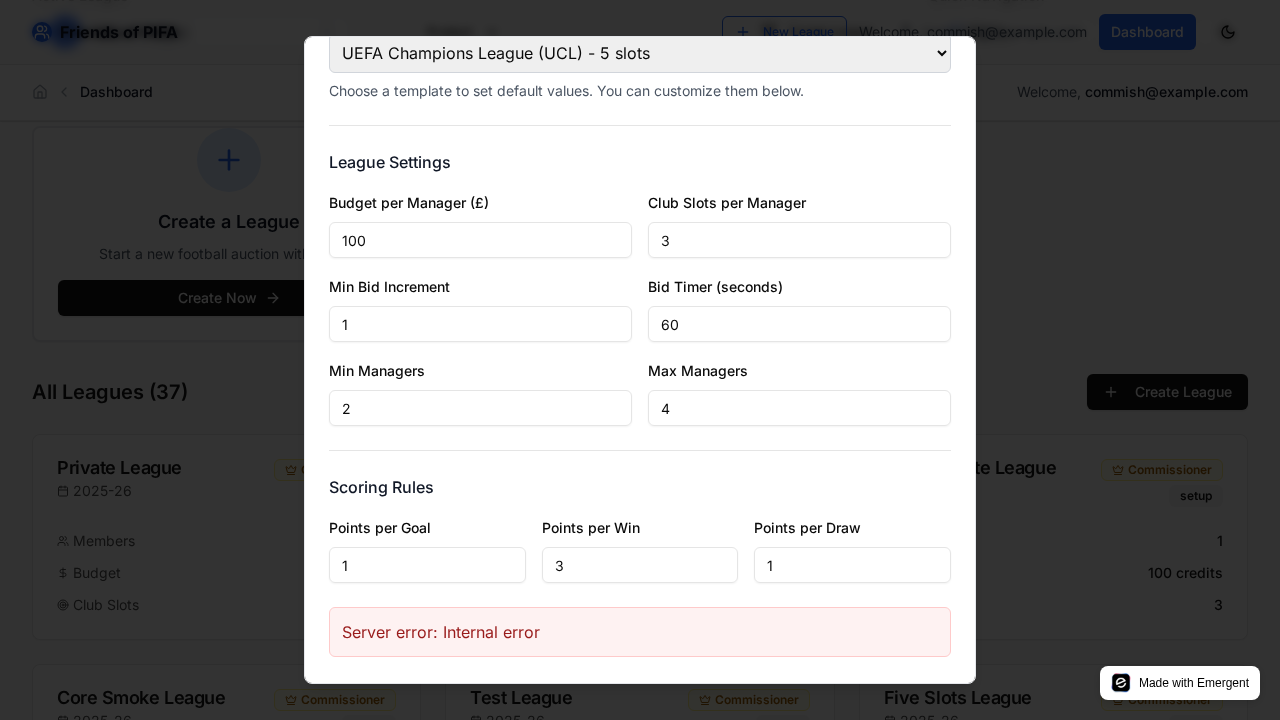 Friends of PIFA
New League
Welcome, commish@example.com
Dashboard
Dashboard
Welcome, commish@example.com
UEFA Champions League (UCL) - 5 slots
Choose a template to set default values. You can customize them below.
League Settings
Budget per Manager (£)
Club Slots per Manager
100
3
Min Bid Increment
Bid Timer (seconds)
1
60
Min Managers
Max Managers
2
4
Scoring Rules
Points per Goal
Points per Win
Points per Draw
1
3
1
Server error: Internal error
Create a League
Start a new football auction with
Create Now
All Leagues (37)
Create League
Private League
2025-26
Members
Budget
Club Slots
te League
Commissioner
setup
1
100 credits
3
Core Smoke League
Commissioner
2025-26
Test League
Commissioner
2025-26
Five Slots League
Commissioner
2025-26
Made with Emergent